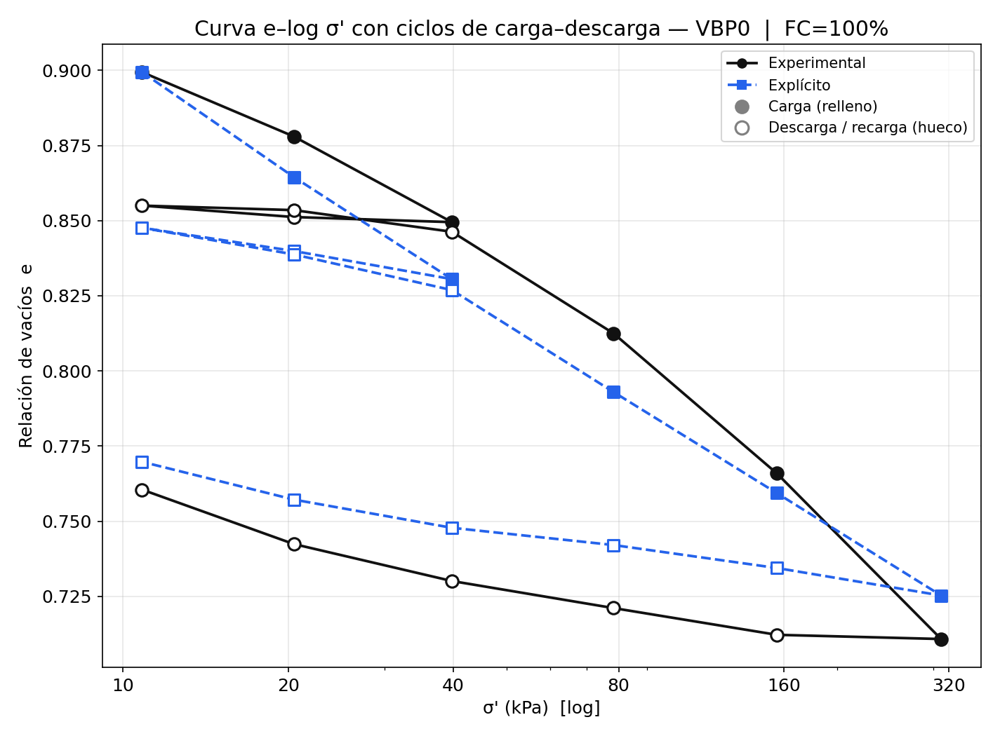 Curva e–log σ' con ciclos de carga–descarga — VBP0 | FC=100%
Experimental
Explícito
Carga (relleno)
Descarga / recarga (hueco)
Relación de vacíos e
0.900
0.875
0.850
0.825
0.800
0.775
0.750
0.725
10 20 40 80 160 320
σ' (kPa) [log]